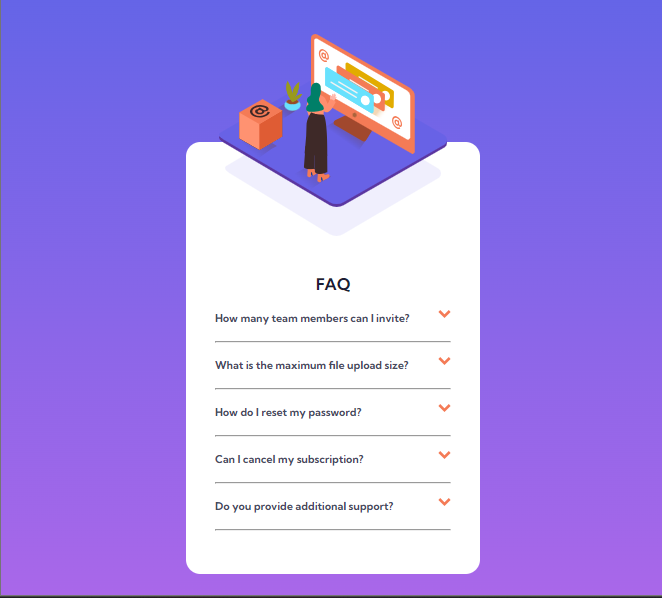 FAQ
How many team members can I invite?
What is the maximum file upload size?
How do I reset my password?
Can I cancel my subscription?
Do you provide additional support?